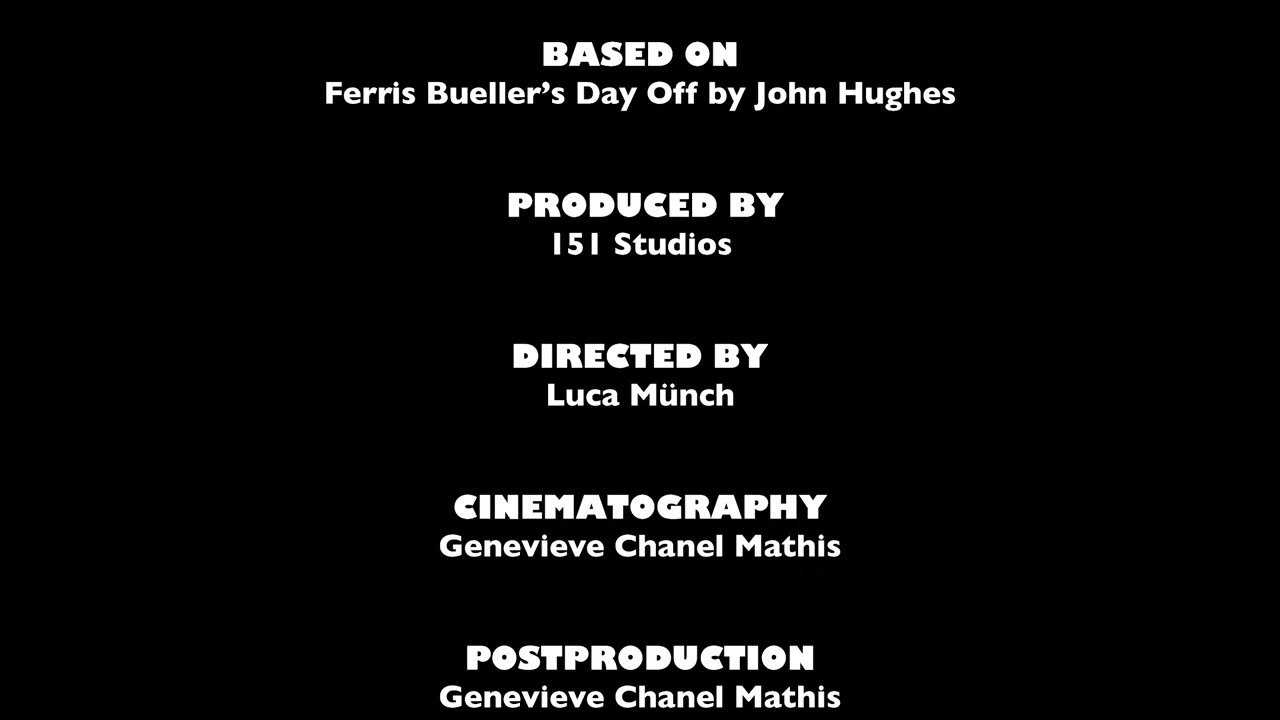 BASED ON
Ferris Bueller’s Day Off by John Hughes
PRODUCED BY
151 Studios
DIRECTED BY
Luca Münch
CINEMATOGRAPHY
Genevieve Chanel Mathis
POSTPRODUCTION
Genevieve Chanel Mathis